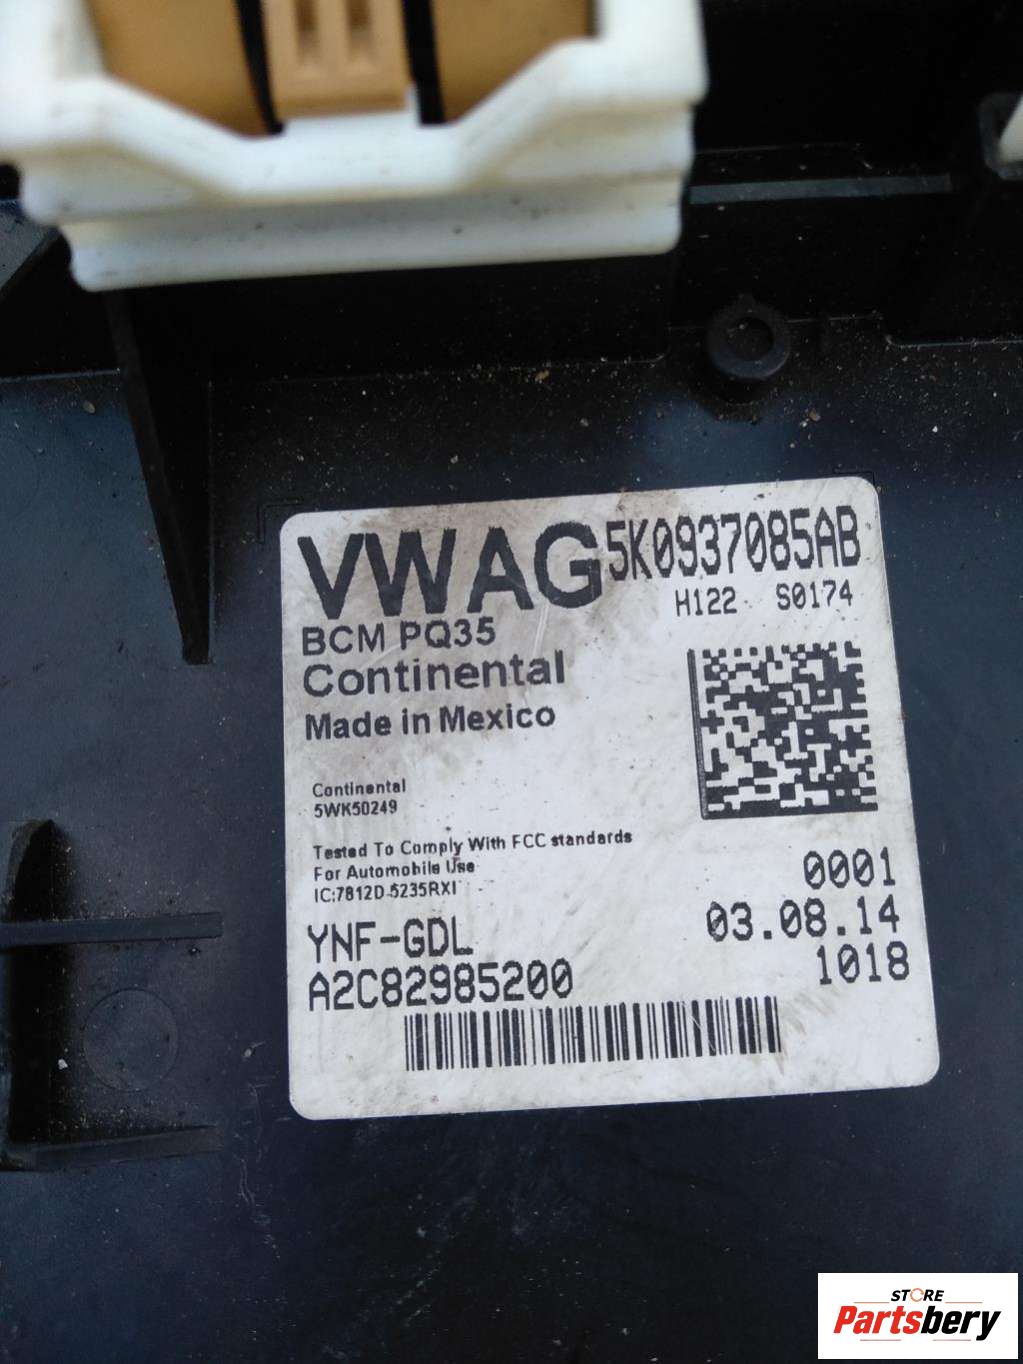 VWAG 5K0937085AB
H122 S0174
BCM PQ35
Continental
Made in Mexico
Continental
5WK50249
Tested To Comply With FCC standards
For Automobile Use
IC:7812D-5235RXI
0001
YNF-GDL 03.08.14
A2C82985200 1018
STORE
Partsbery